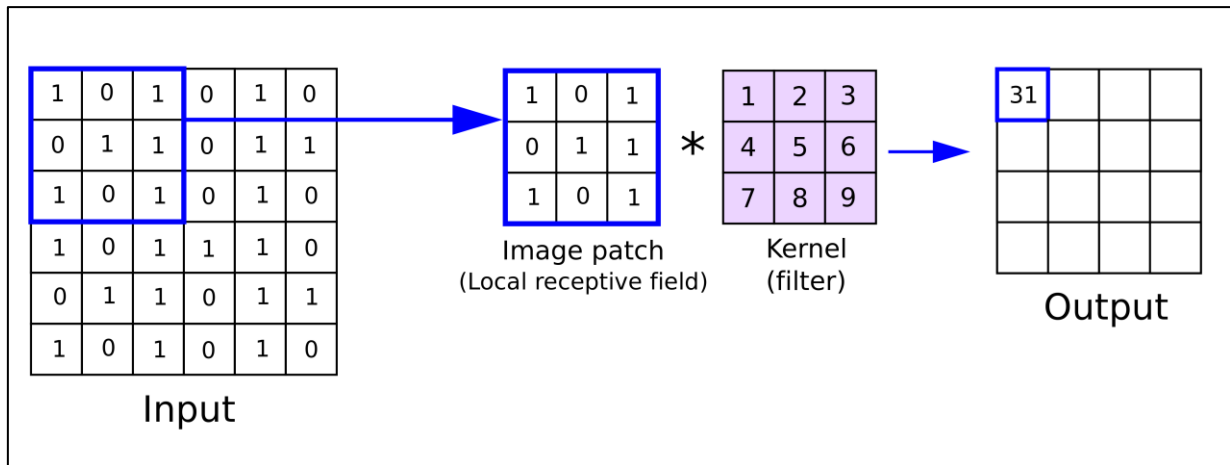 1 0 1 0 1 0
0 1 1 0 1 1
1 0 1 0 1 0
1 0 1 1 1 0
0 1 1 0 1 1
1 0 1 0 1 0
Input
1 0 1
0 1 1
1 0 1
Image patch
(Local receptive field)
*
1 2 3
4 5 6
7 8 9
Kernel
(filter)
31
Output